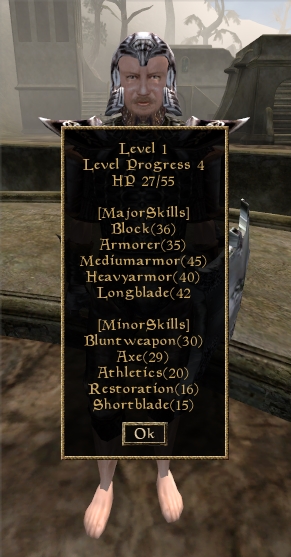 Level 1
Level Progress 4
HP 27/55
[MajorSkills]
Block(36)
Armorer(35)
Mediumarmor(45)
Heavyarmor(40)
Longblade(42
[MinorSkills]
Bluntweapon(30)
Axe(29)
Athletics(20)
Restoration(16)
Shortblade(15)
Ok